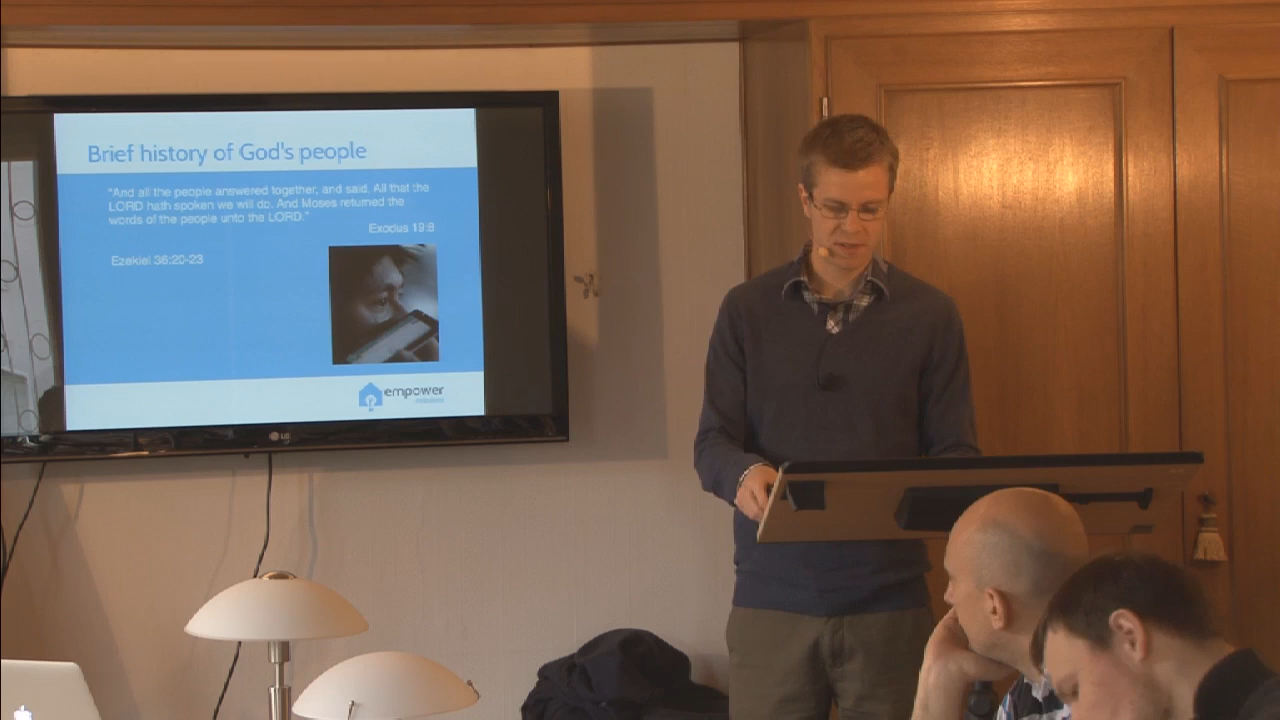 Brief history of God's people
"And all the people answered together, and said, All that the
LORD hath spoken we will do. And Moses returned the
words of the people unto the LORD."
Exodus 19:8
Ezekiel 36:20-23
empower
LG